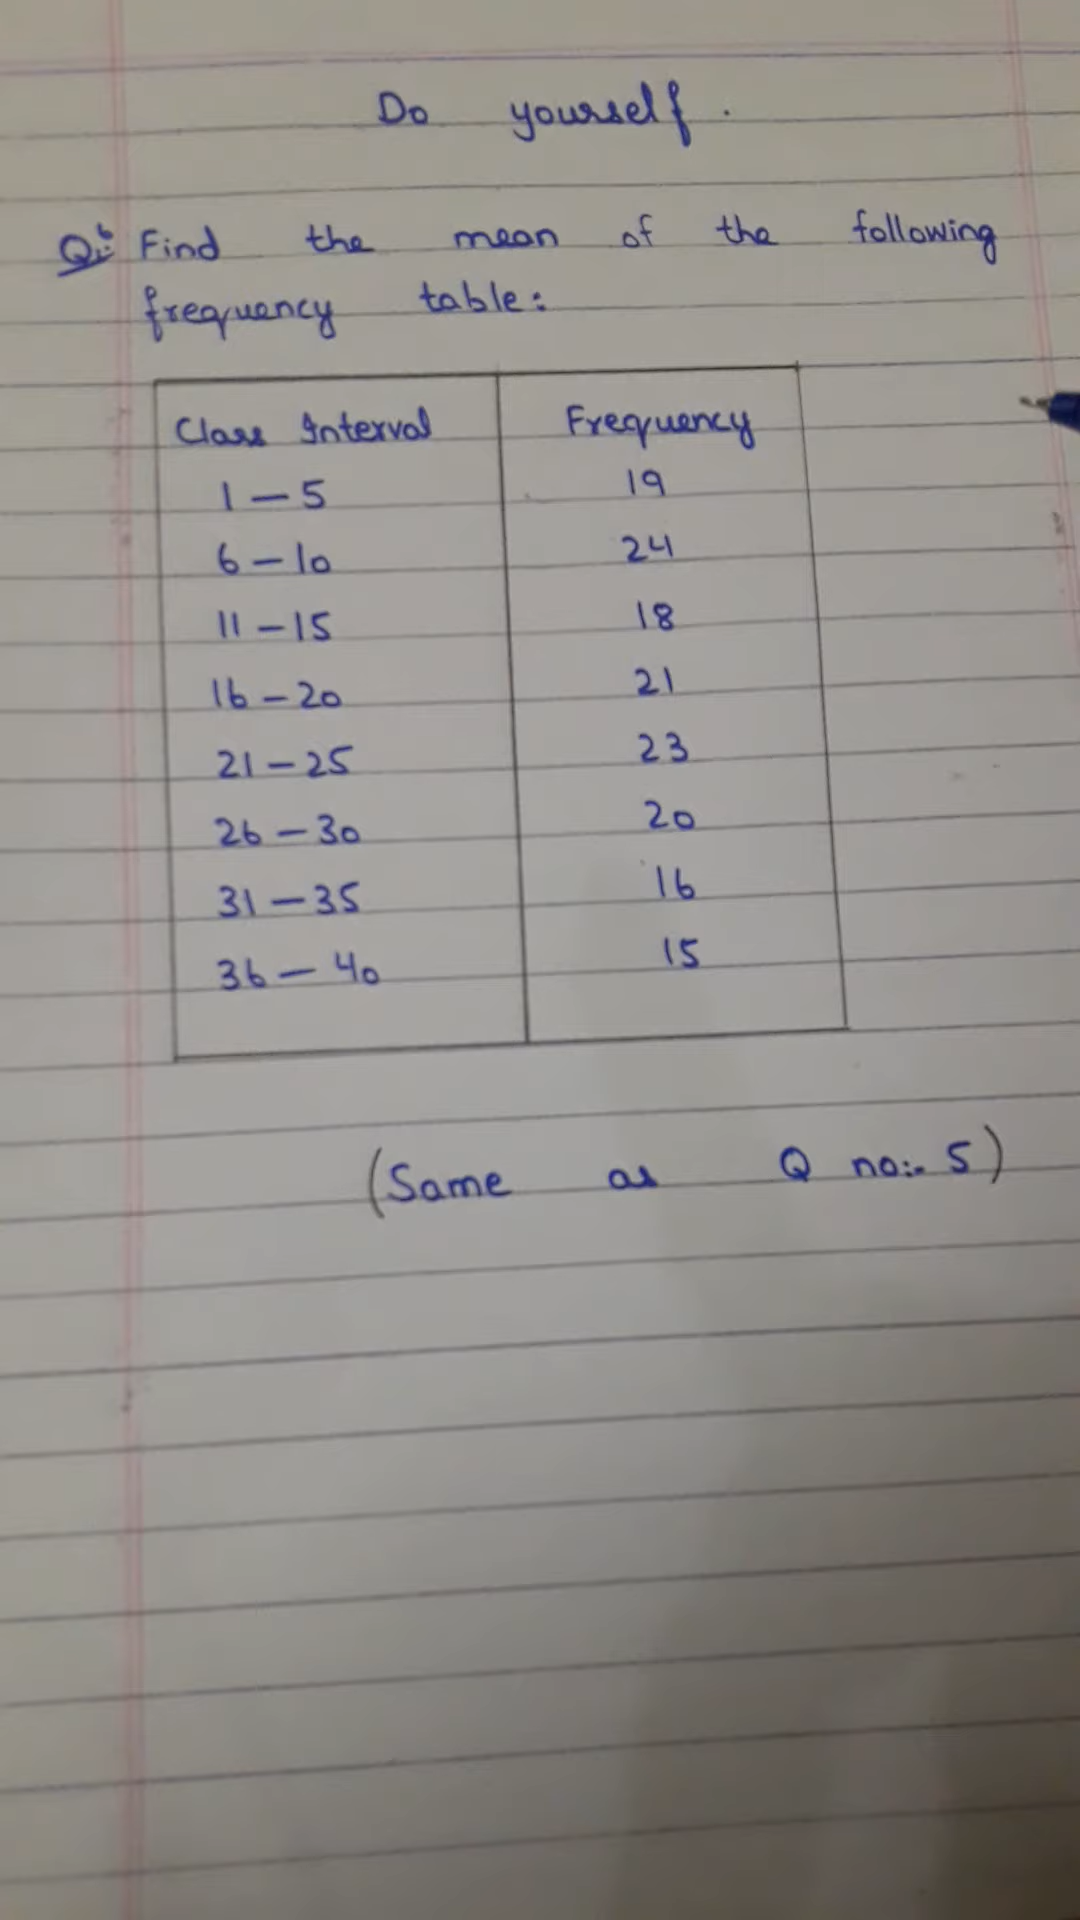 Do yourself.
Q:6 Find the mean of the following
frequency table:
Class Interval Frequency
1 - 5 19
6 - 10 24
11 - 15 18
16 - 20 21
21 - 25 23
26 - 30 20
31 - 35 16
36 - 40 15
(Same as Q no:- 5)